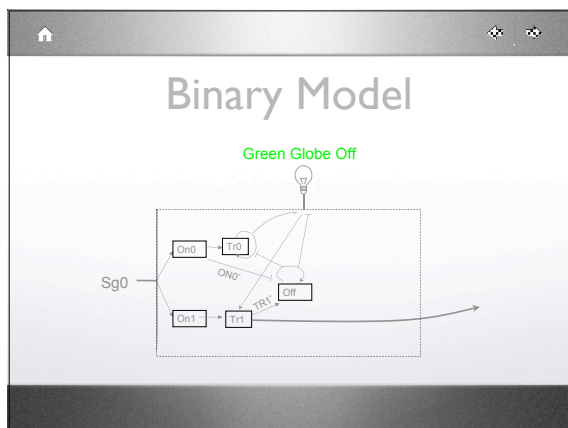 Binary Model
Green Globe Off
On0
Tr0
ON0-
Sg0
Off
TR1-
On1
Tr1